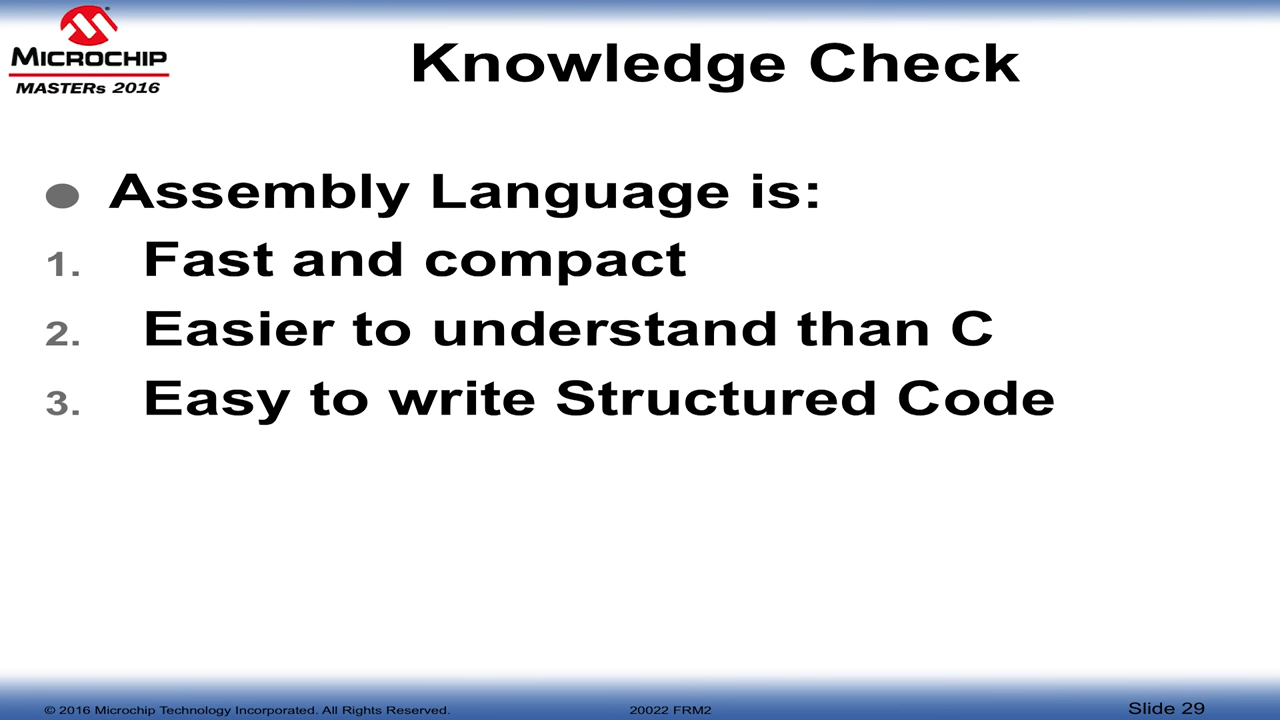 MICROCHIP
MASTERs 2016
Knowledge Check
Assembly Language is:
1. Fast and compact
2. Easier to understand than C
3. Easy to write Structured Code
© 2016 Microchip Technology Incorporated. All Rights Reserved. 20022 FRM2 Slide 29